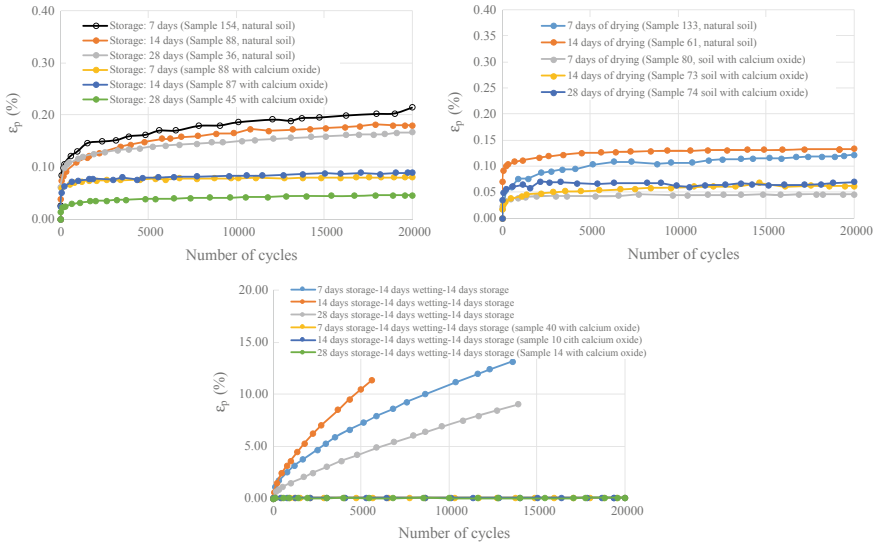 0.40
0.30
0.20
0.10
0.00
ε_p (%)
Storage: 7 days (Sample 154, natural soil)
Storage: 14 days (Sample 88, natural soil)
Storage: 28 days (Sample 36, natural soil)
Storage: 7 days (sample 88 with calcium oxide)
Storage: 14 days (Sample 87 with calcium oxide)
Storage: 28 days (Sample 45 with calcium oxide)
0 5000 10000 15000 20000
Number of cycles
0.40
0.35
0.30
0.25
0.20
0.15
0.10
0.05
0.00
ε_p (%)
7 days of drying (Sample 133, natural soil)
14 days of drying (Sample 61, natural soil)
7 days of drying (Sample 80, soil with calcium oxide)
14 days of drying (Sample 73 soil with calcium oxide)
28 days of drying (Sample 74 soil with calcium oxide)
0 5000 10000 15000 20000
Number of cycles
20.00
15.00
10.00
5.00
0.00
ε_p (%)
7 days storage-14 days wetting-14 days storage
14 days storage-14 days wetting-14 days storage
28 days storage-14 days wetting-14 days storage
7 days storage-14 days wetting-14 days storage (sample 40 with calcium oxide)
14 days storage-14 days wetting-14 days storage (sample 10 cith calcium oxide)
28 days storage-14 days wetting-14 days storage (Sample 14 with calcium oxide)
0 5000 10000 15000 20000
Number of cycles